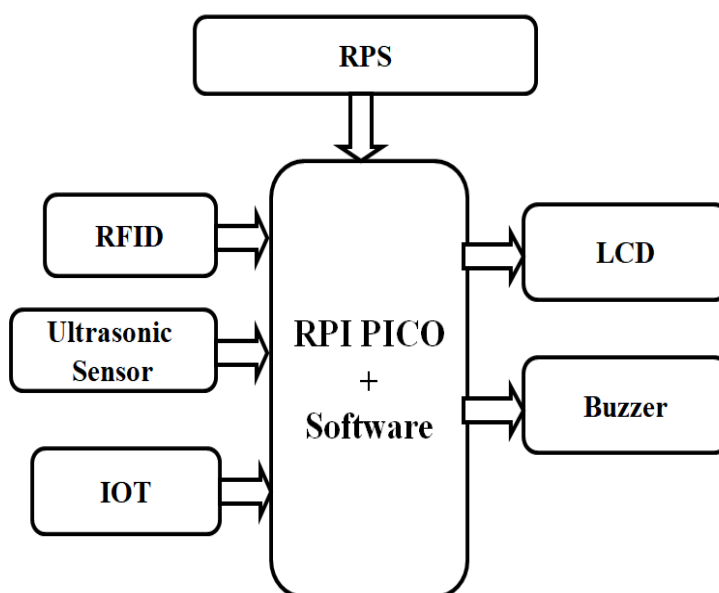 RPS
RFID
Ultrasonic
Sensor
IOT
RPI PICO
+
Software
LCD
Buzzer